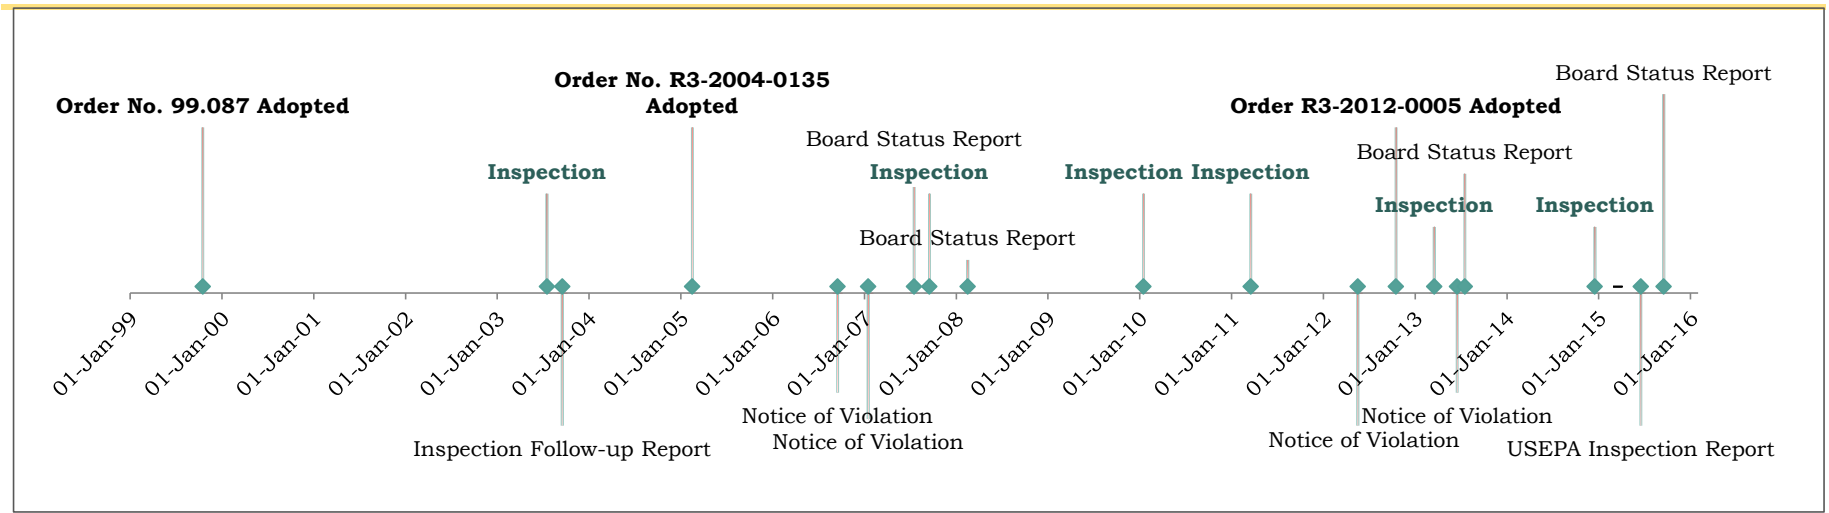 Board Status Report
Order No. R3-2004-0135
Adopted
Order No. 99.087 Adopted
Order R3-2012-0005 Adopted
Board Status Report
Board Status Report
Inspection
Inspection
Inspection
Inspection
Inspection
Inspection
Board Status Report
01-Jan-99
01-Jan-00
01-Jan-01
01-Jan-02
01-Jan-03
01-Jan-04
01-Jan-05
01-Jan-06
01-Jan-07
01-Jan-08
01-Jan-09
01-Jan-10
01-Jan-11
01-Jan-12
01-Jan-13
01-Jan-14
01-Jan-15
01-Jan-16
Notice of Violation
Notice of Violation
Notice of Violation
Notice of Violation
Inspection Follow-up Report
USEPA Inspection Report